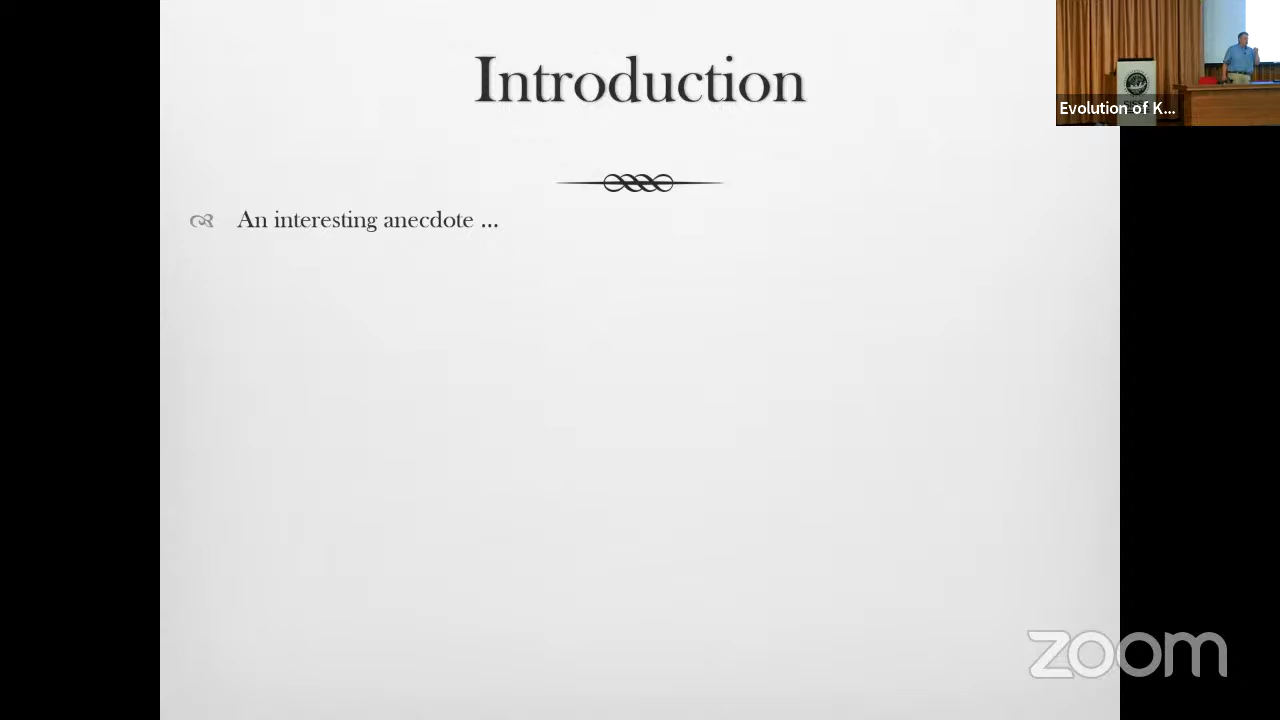 Introduction
An interesting anecdote ...
Evolution of K...
zoom